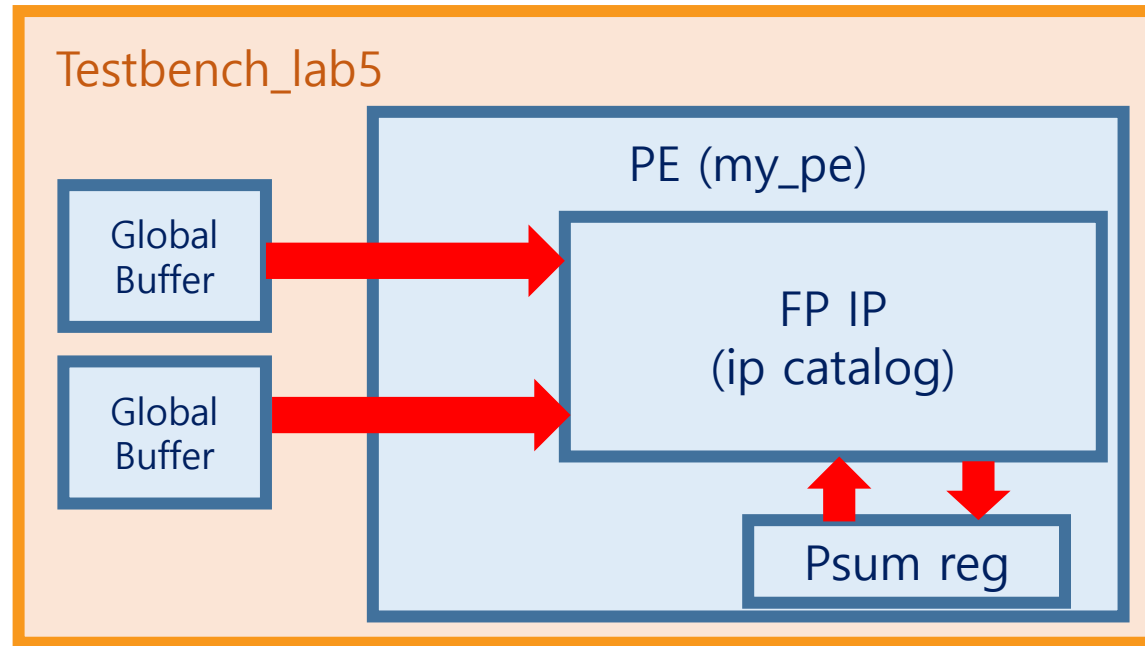 Testbench_lab5
PE (my_pe)
Global
Buffer
FP IP
(ip catalog)
Global
Buffer
Psum reg